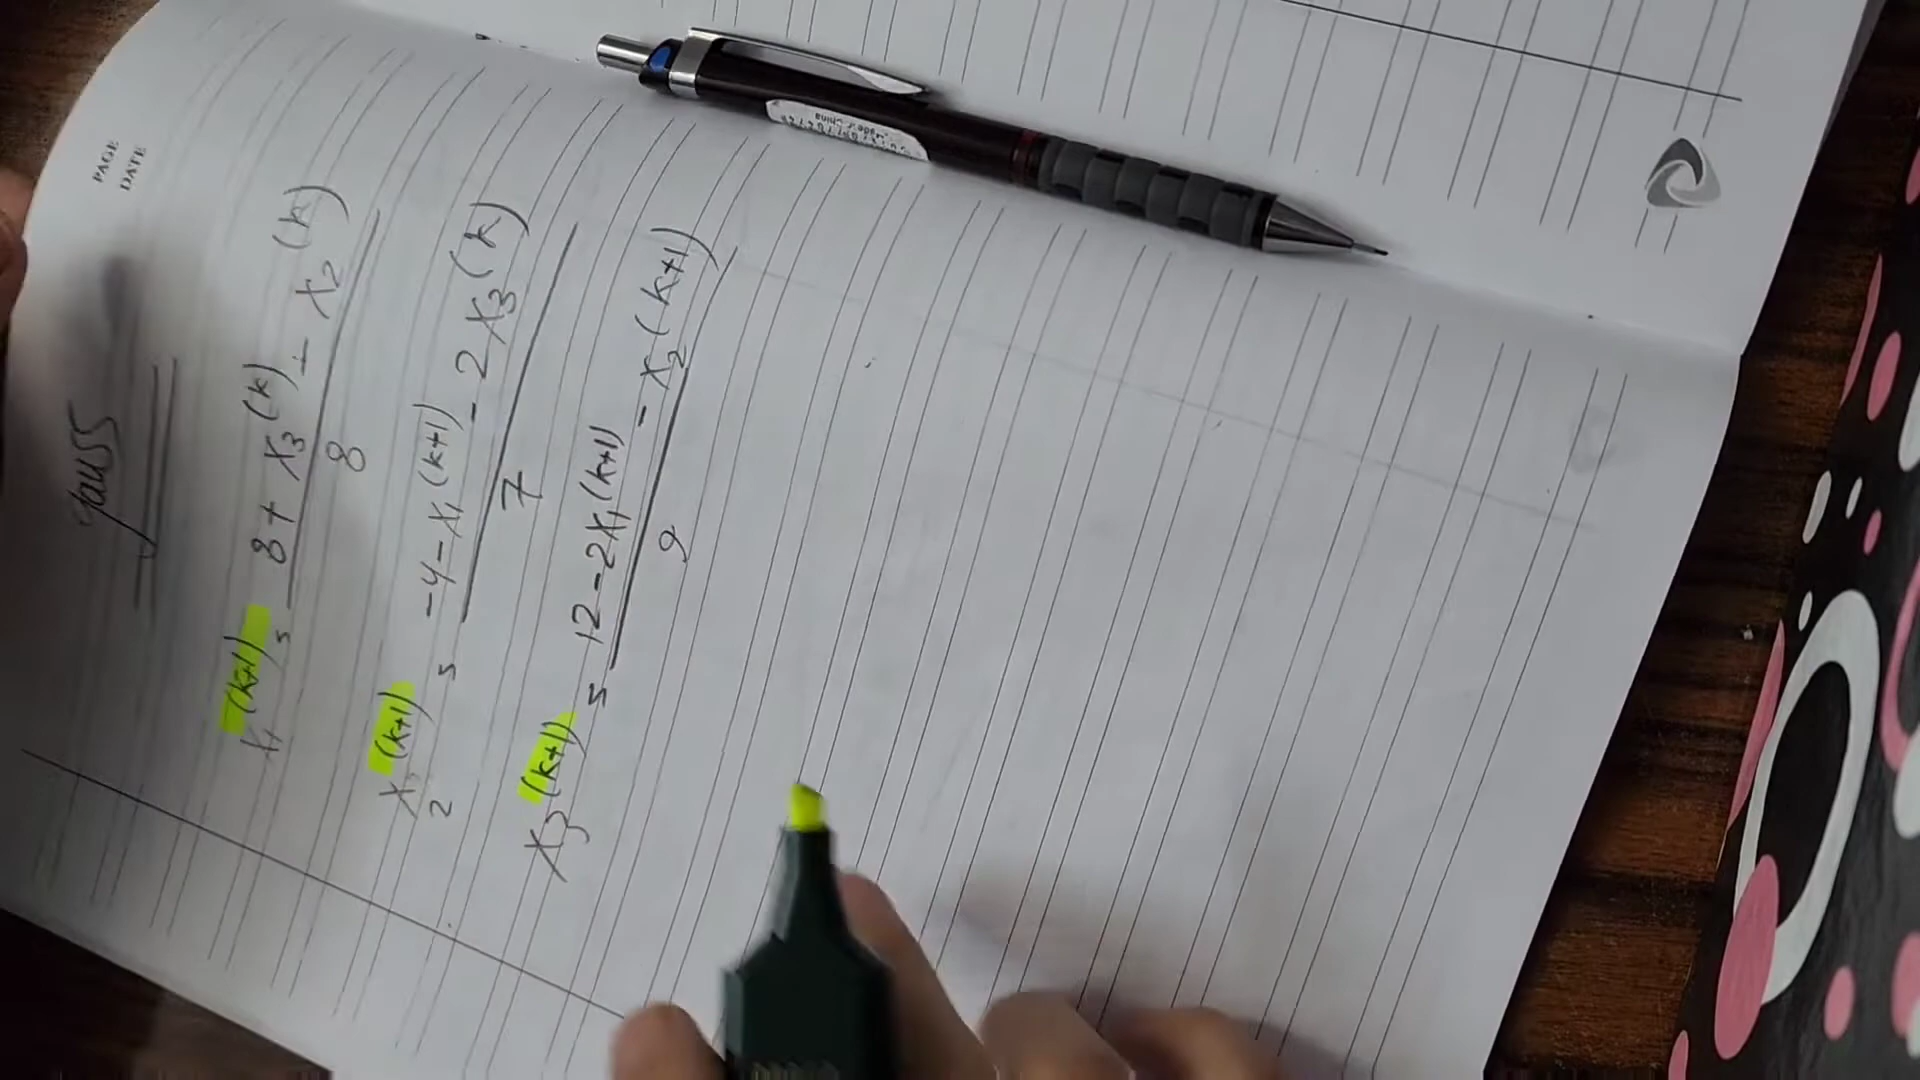 PAGE
DATE
Gauss
x₁^(k+1) = (8 + x₃^(k) - x₂^(k)) / 8
x₂^(k+1) = (-4 - x₁^(k+1) - 2x₃^(k)) / 7
x₃^(k+1) = (12 - 2x₁^(k+1) - x₂^(k+1)) / 9